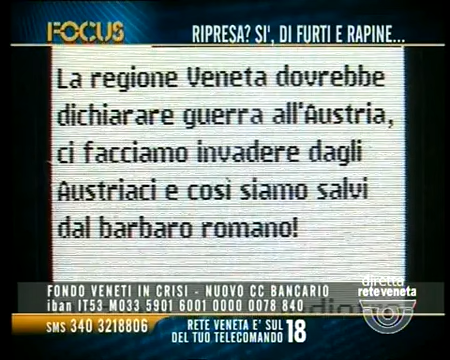 FOCUS
RIPRESA? SI', DI FURTI E RAPINE...
La regione Veneta dovrebbe
dichiarare guerra all'Austria,
ci facciamo invadere dagli
Austriaci e così siamo salvi
dal barbaro romano!
FONDO VENETI IN CRISI - NUOVO CC BANCARIO
iban IT53 M033 5901 6001 0000 0078 840
diretta
reteveneta
SMS 340 3218806
RETE VENETA E' SUL
DEL TUO TELECOMANDO 18